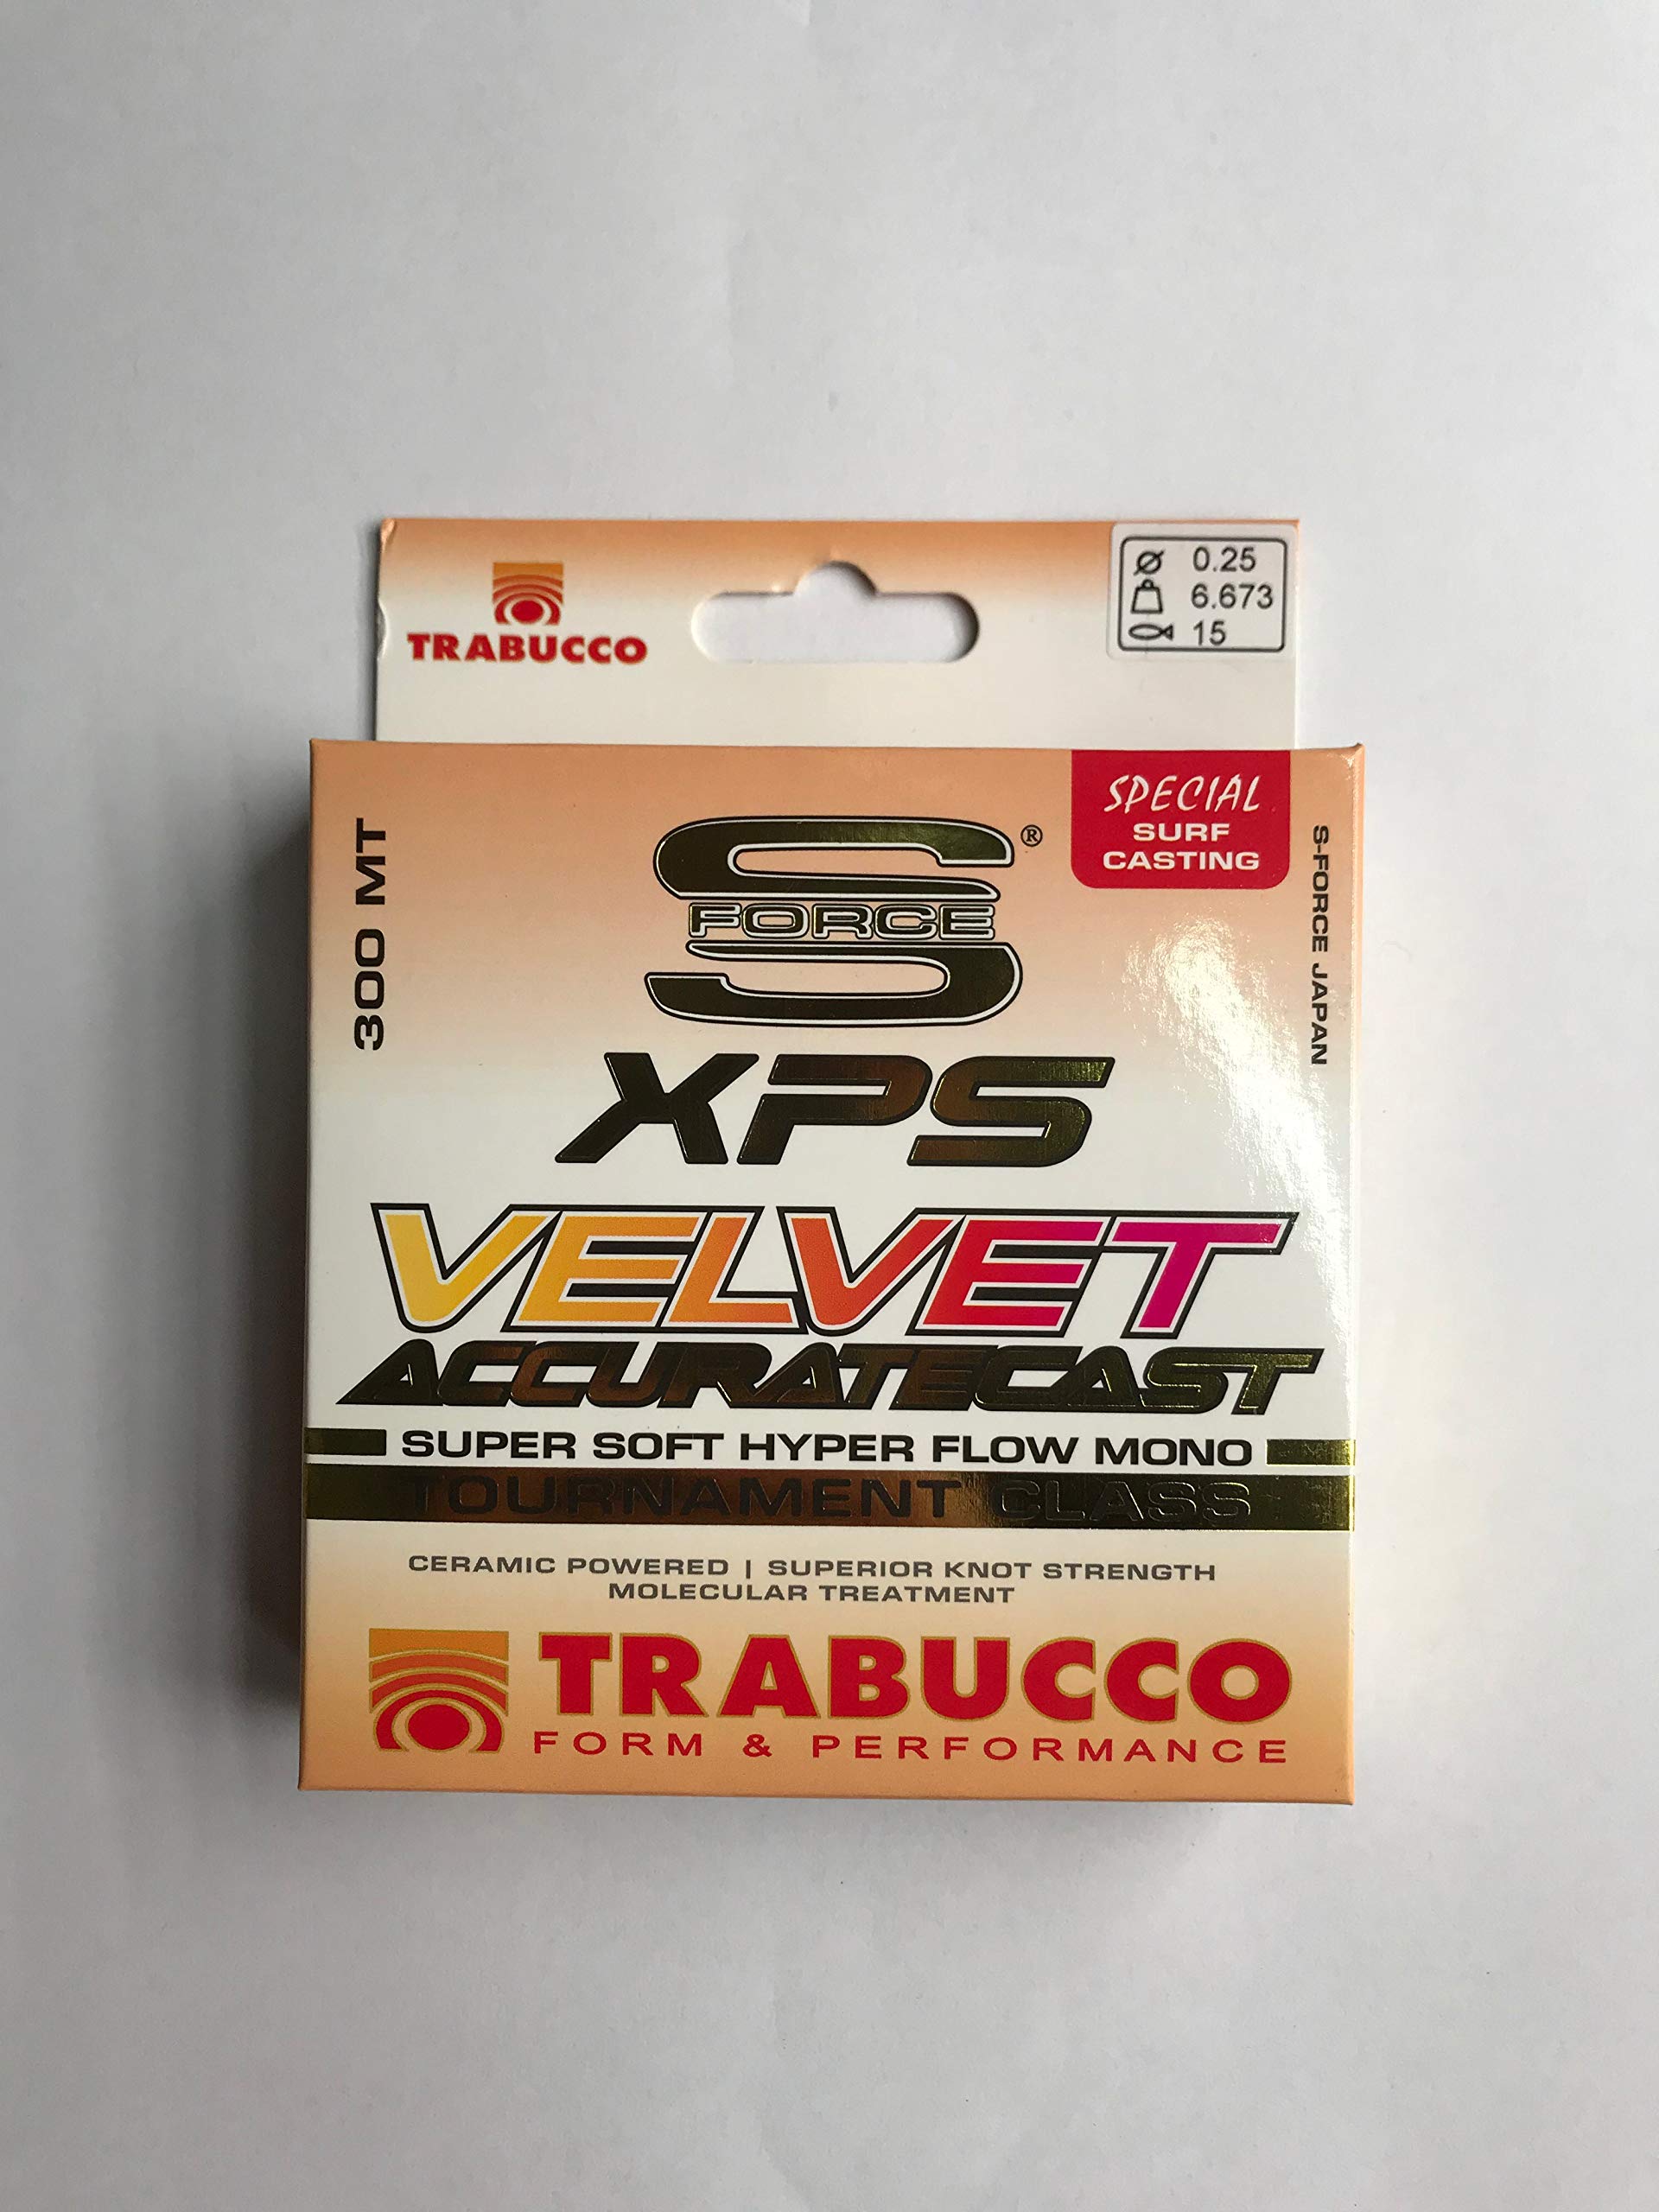 TRABUCCO
0.25
6.673
15
300 MT
SPECIAL
SURF
CASTING
S-FORCE JAPAN
S
FORCE
®
XPS
VELVET
ACCURATECAST
SUPER SOFT HYPER FLOW MONO
TOURNAMENT CLASS
CERAMIC POWERED | SUPERIOR KNOT STRENGTH
MOLECULAR TREATMENT
TRABUCCO
FORM & PERFORMANCE